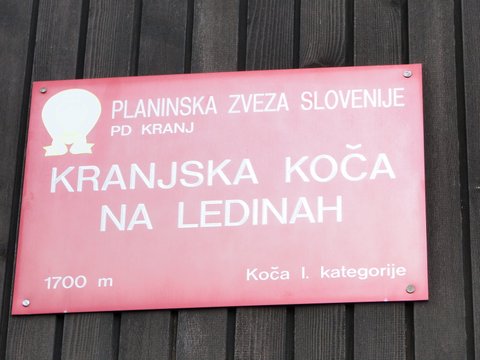 PLANINSKA ZVEZA SLOVENIJE
PD KRANJ
KRANJSKA KOČA
NA LEDINAH
1700 m
Koča I. kategorije